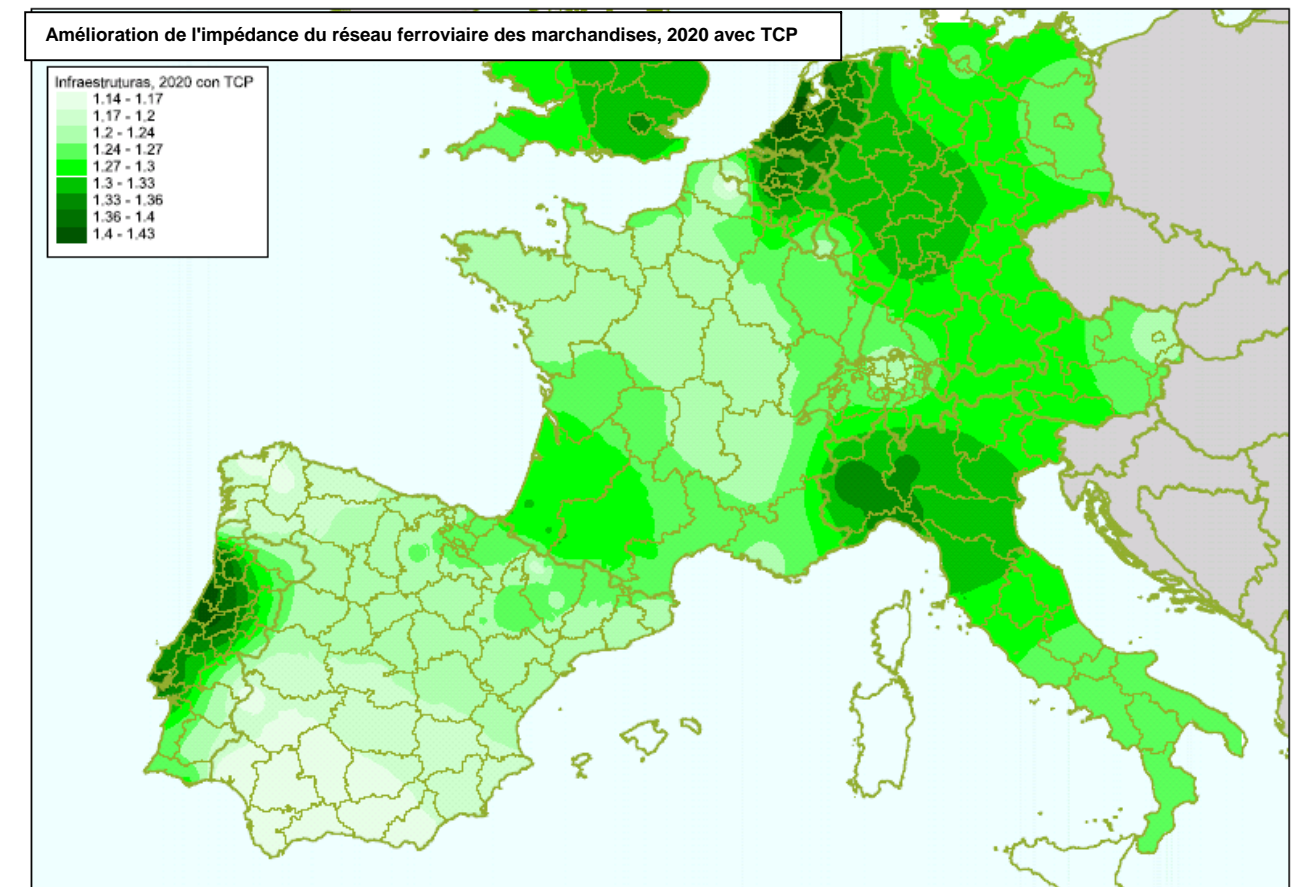 Amélioration de l'impédance du réseau ferroviaire des marchandises, 2020 avec TCP
Infraestruturas, 2020 con TCP
1.14 - 1.17
1.17 - 1.2
1.2 - 1.24
1.24 - 1.27
1.27 - 1.3
1.3 - 1.33
1.33 - 1.36
1.36 - 1.4
1.4 - 1.43